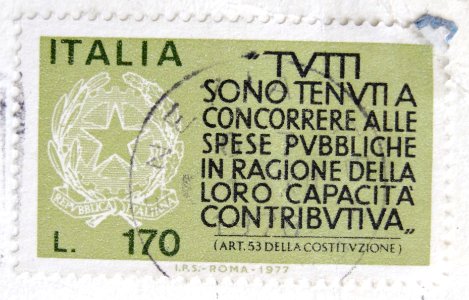 ITALIA
REPVBBLICA ITALIANA
L. 170
„TVTTI
SONO TENVTI A
CONCORRERE ALLE
SPESE PVBBLICHE
IN RAGIONE DELLA
LORO CAPACITÀ
CONTRIBVTIVA„
(ART. 53 DELLA COSTITVZIONE)
I.P.S.-ROMA-1977